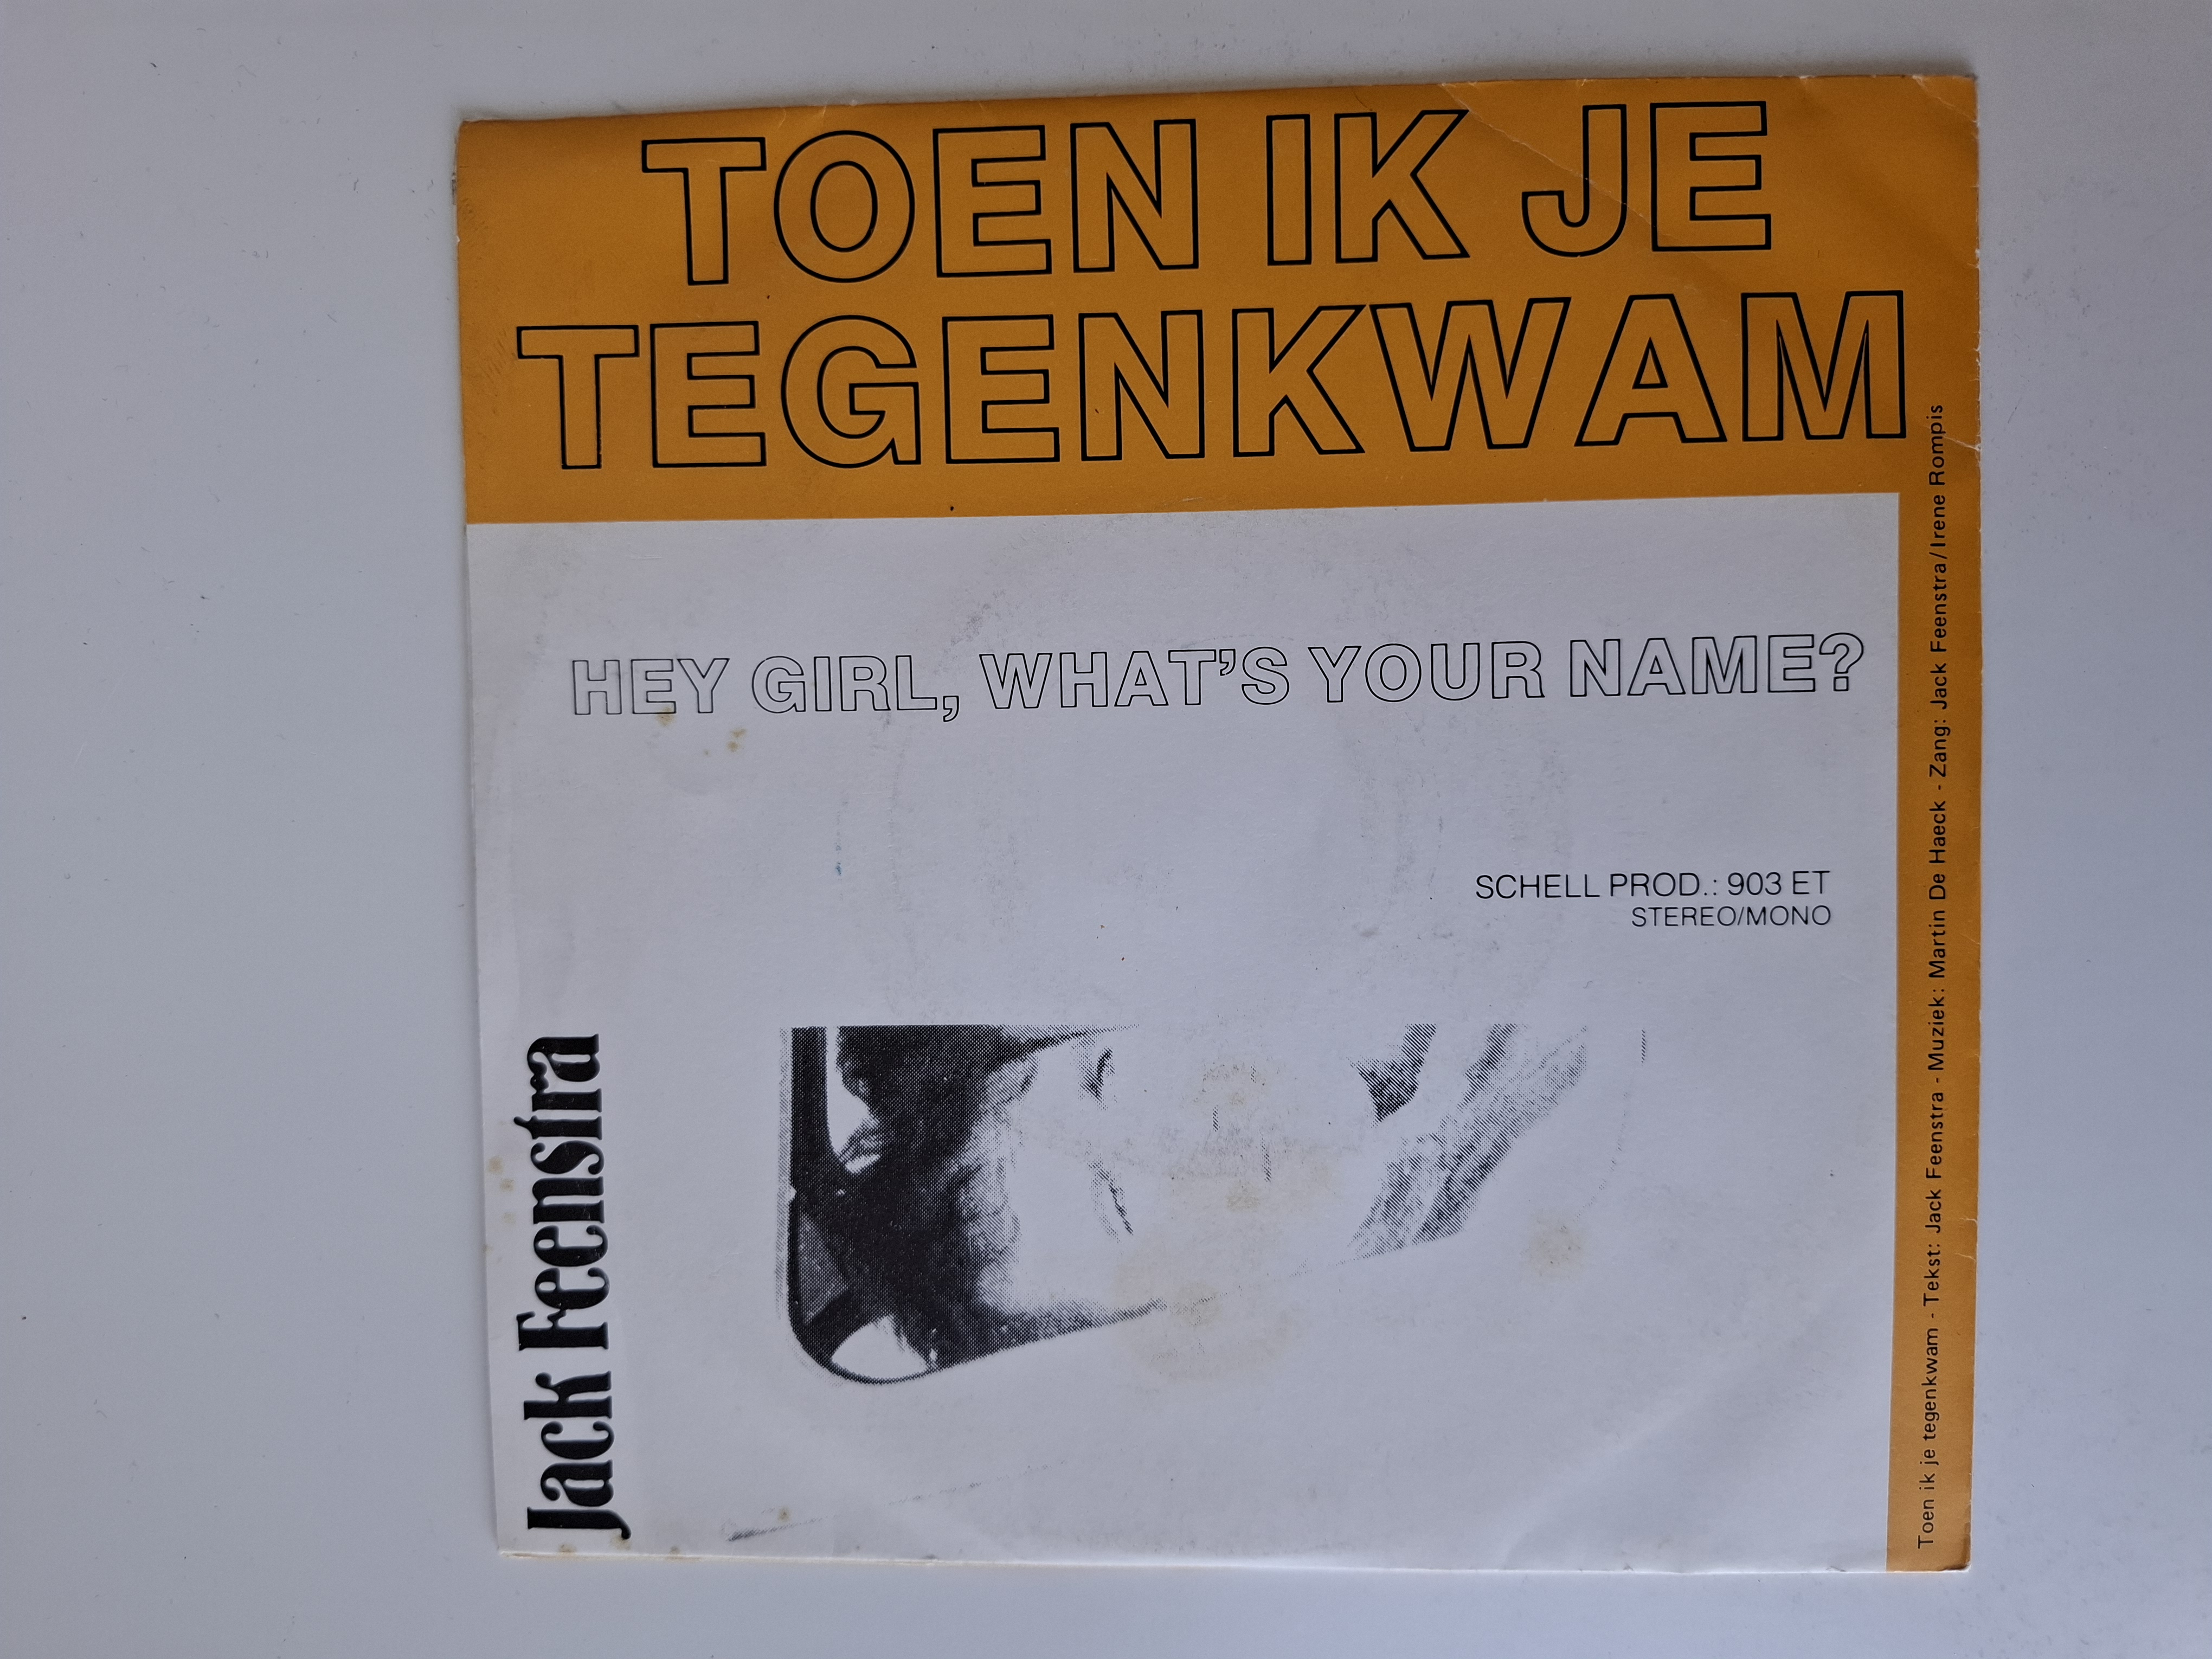 TOEN IK JE
TEGENKWAM
HEY GIRL, WHAT'S YOUR NAME?
SCHELL PROD.: 903 ET
STEREO/MONO
Jack Feenstra
Toen ik je tegenkwam - Tekst: Jack Feenstra - Muziek: Martin De Haeck - Zang: Jack Feenstra/Irene Rompis